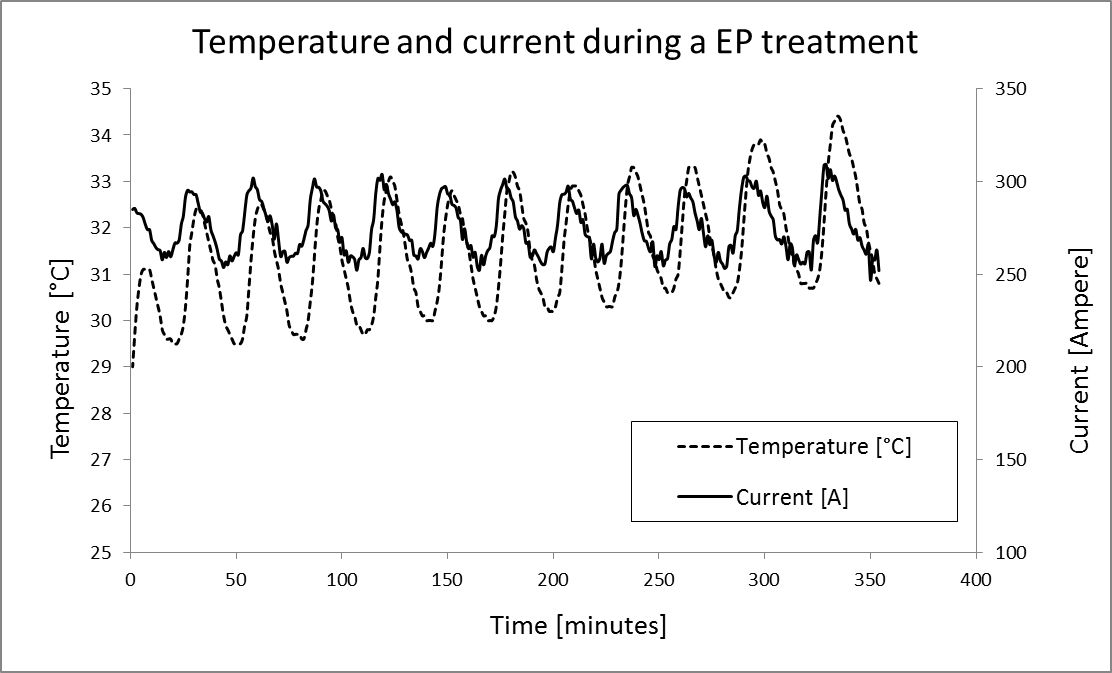 Temperature and current during a EP treatment
35
34
33
32
31
30
29
28
27
26
25
Temperature [°C]
350
300
250
200
150
100
Current [Ampere]
Temperature [°C]
Current [A]
0 50 100 150 200 250 300 350 400
Time [minutes]